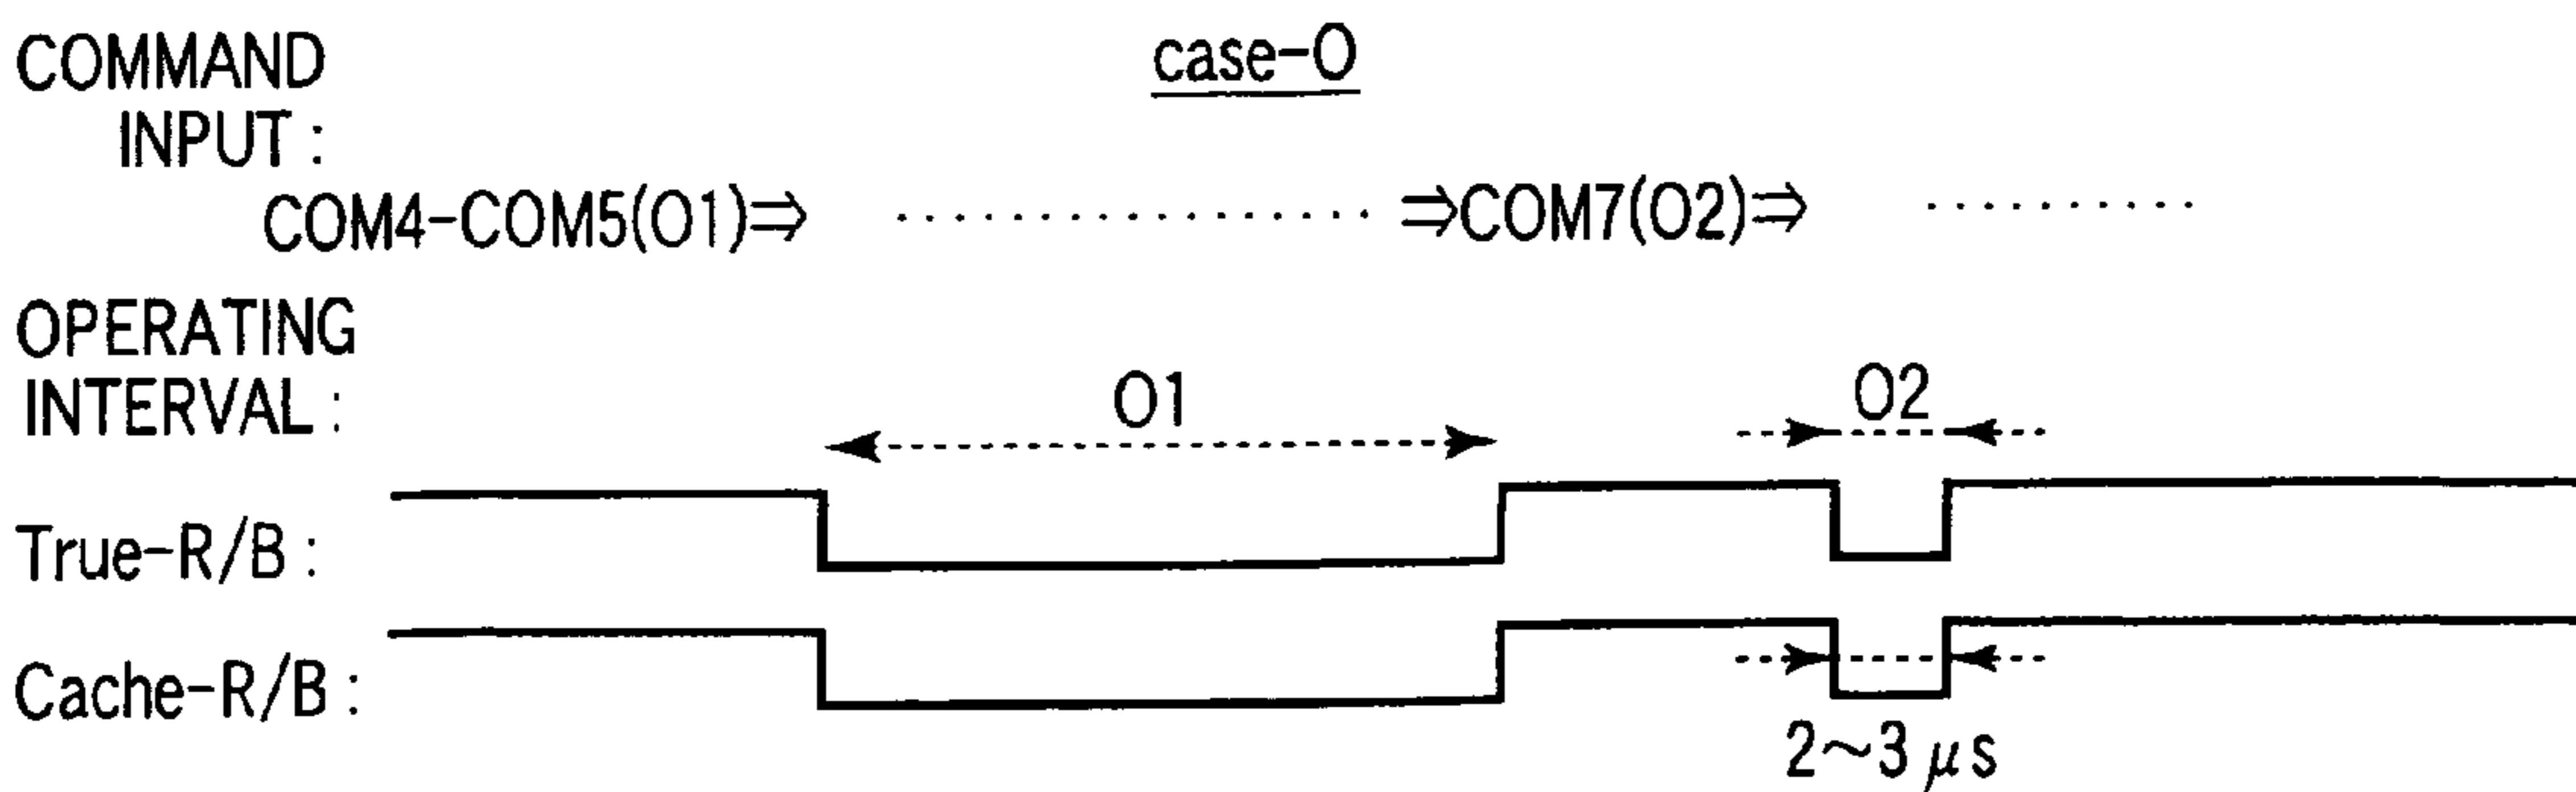 case-O
COMMAND
INPUT :
COM4-COM5(O1)⇒ ················· ⇒COM7(O2)⇒ ··········
OPERATING
INTERVAL :
O1
O2
True-R/B :
Cache-R/B :
2~3 μs